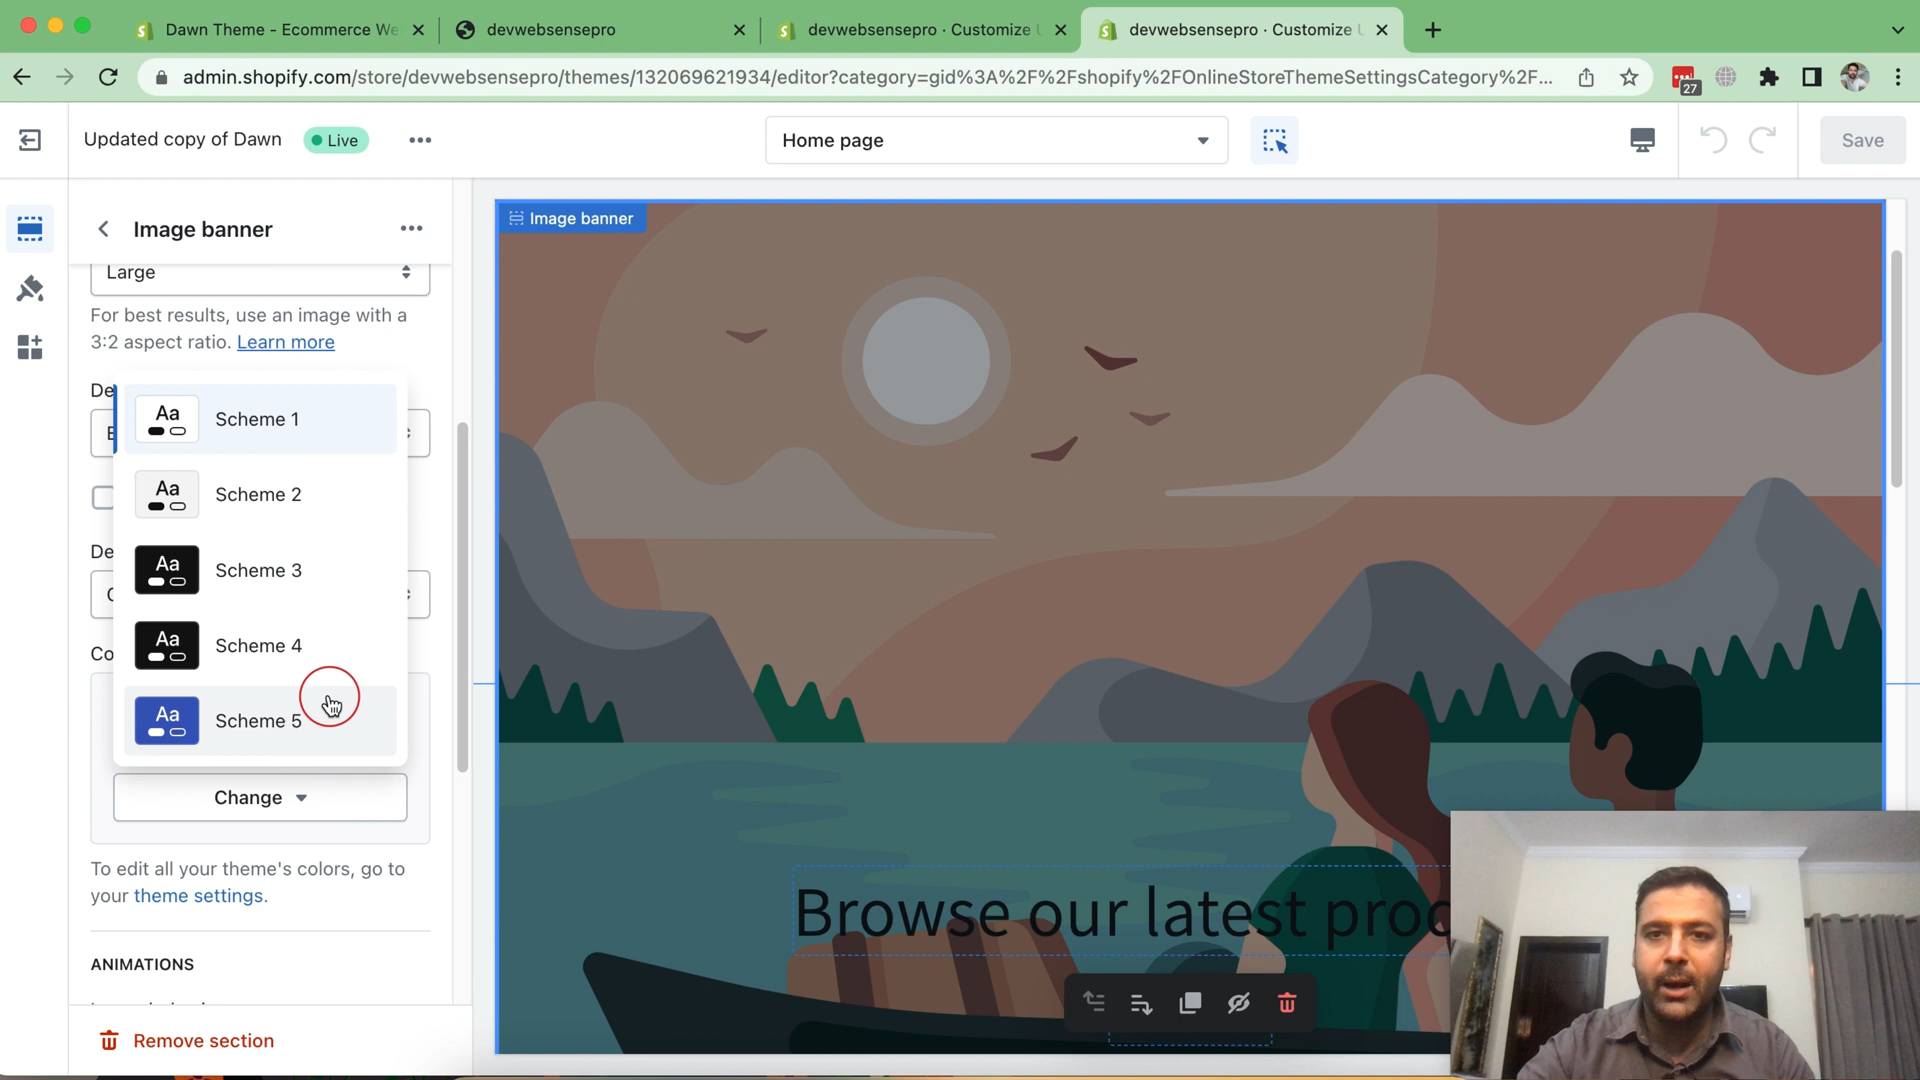 Dawn Theme - Ecommerce We
devwebsensepro
devwebsensepro · Customize
devwebsensepro · Customize
admin.shopify.com/store/devwebsensepro/themes/132069621934/editor?category=gid%3A%2F%2Fshopify%2FOnlineStoreThemeSettingsCategory%2F...
27
Updated copy of Dawn
Live
Home page
Save
Image banner
Image banner
Large
For best results, use an image with a
3:2 aspect ratio. Learn more
De
Aa Scheme 1
Aa Scheme 2
Aa Scheme 3
De
Aa Scheme 4
Co
Aa Scheme 5
Change
To edit all your theme's colors, go to
your theme settings.
ANIMATIONS
Remove section
Browse our latest